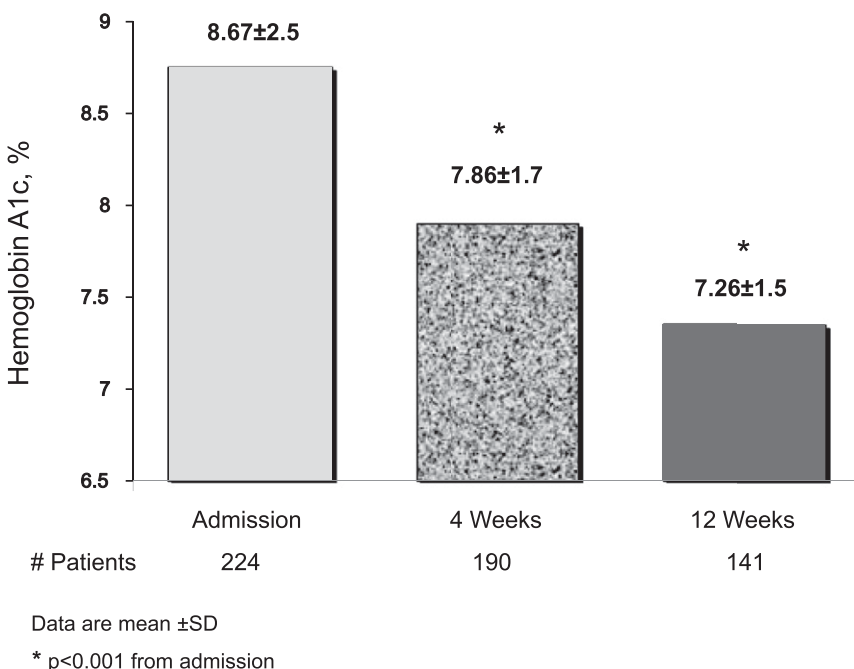 Hemoglobin A1c, %
9
8.5
8
7.5
7
6.5
8.67±2.5
*
7.86±1.7
*
7.26±1.5
Admission 4 Weeks 12 Weeks
# Patients 224 190 141
Data are mean ±SD
* p<0.001 from admission